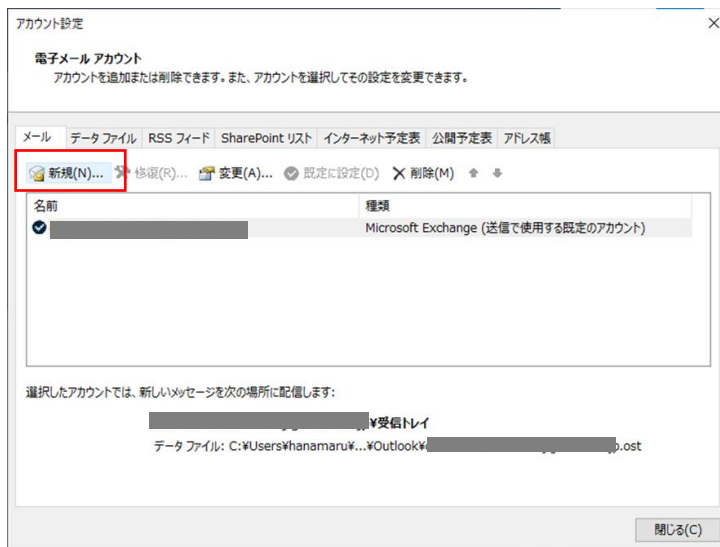 アカウント設定
電子メール アカウント
アカウントを追加または削除できます。また、アカウントを選択してその設定を変更できます。
メール データ ファイル RSS フィード SharePoint リスト インターネット予定表 公開予定表 アドレス帳
新規(N)... 修復(R)... 変更(A)... 既定に設定(D) 削除(M)
名前 種類
Microsoft Exchange (送信で使用する既定のアカウント)
選択したアカウントでは、新しいメッセージを次の場所に配信します:
¥受信トレイ
データ ファイル: C:¥Users¥hanamaru¥...¥Outlook¥ .ost
閉じる(C)